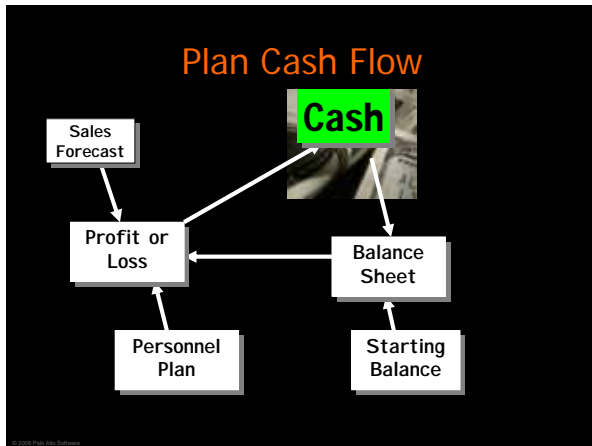 Plan Cash Flow
Cash
Sales
Forecast
Profit or
Loss
Balance
Sheet
Personnel
Plan
Starting
Balance
© 2008 Palo Alto Software